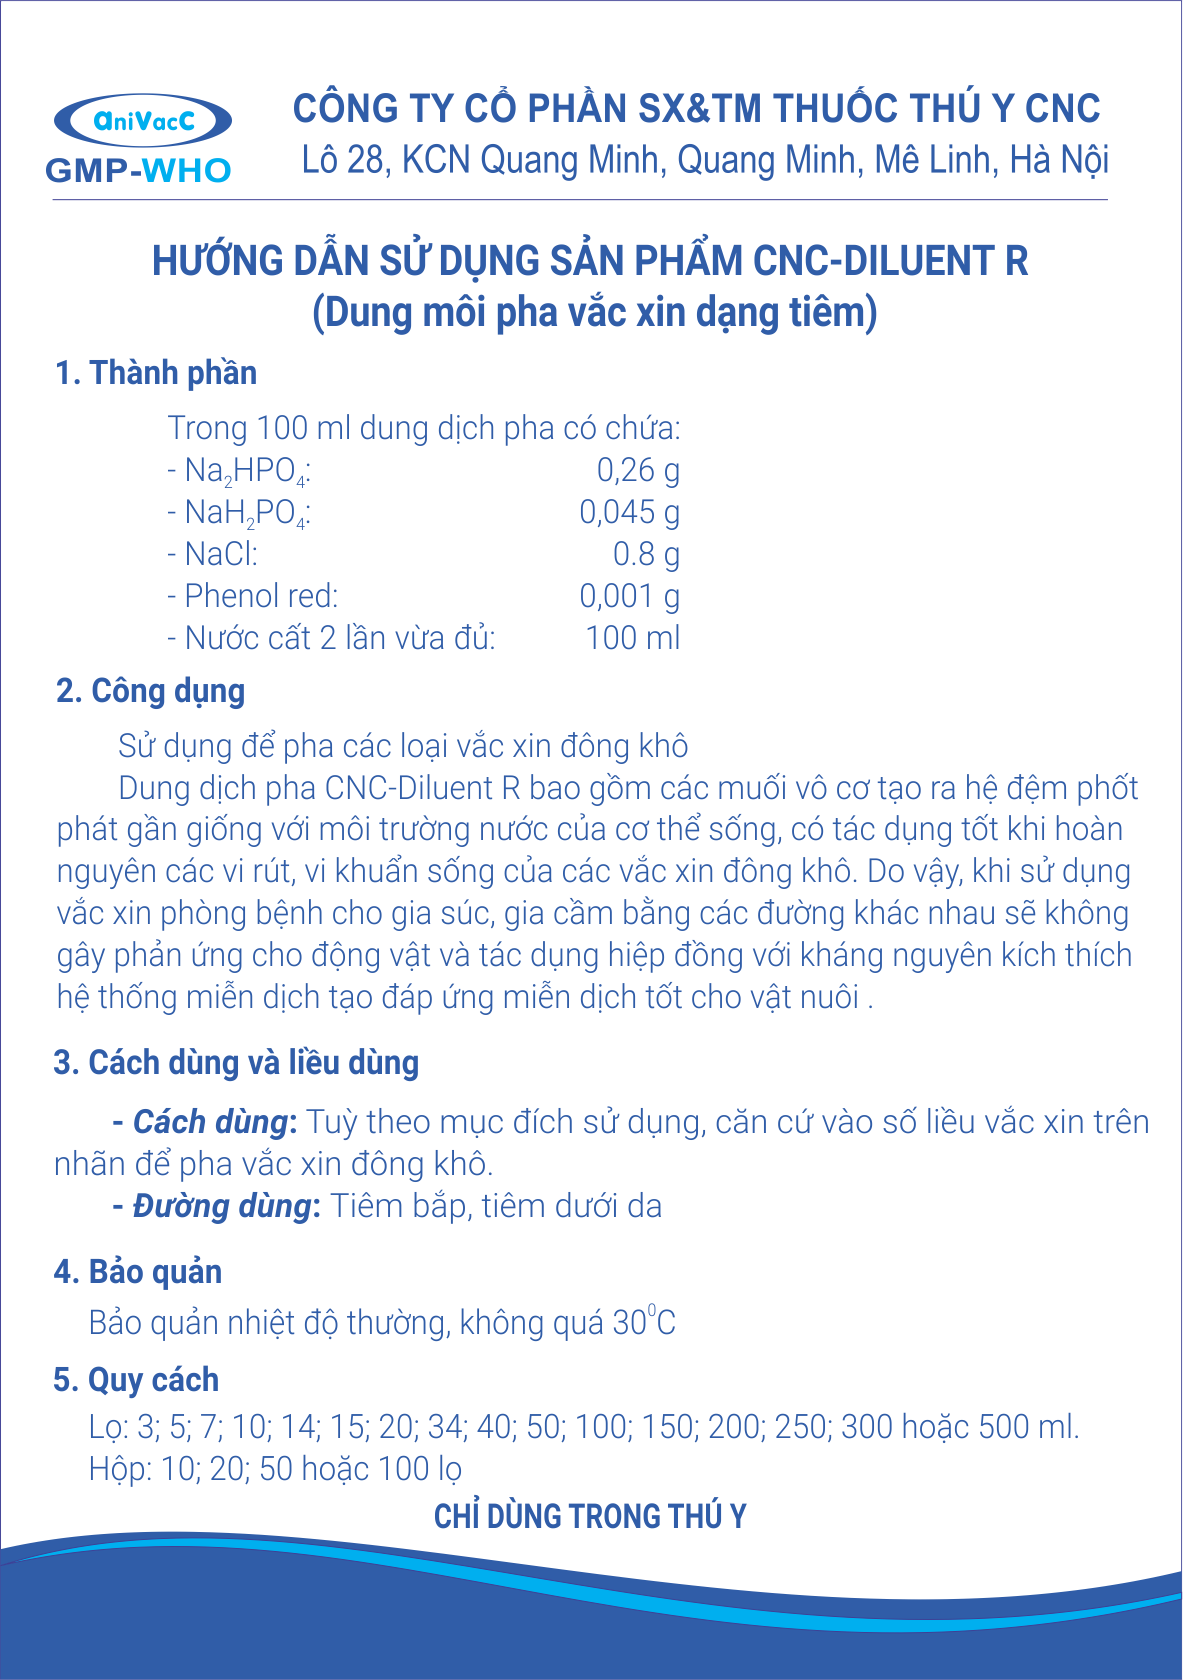 aniVacC
GMP-WHO
CÔNG TY CỔ PHẦN SX&TM THUỐC THÚ Y CNC
Lô 28, KCN Quang Minh, Quang Minh, Mê Linh, Hà Nội
HƯỚNG DẪN SỬ DỤNG SẢN PHẨM CNC-DILUENT R
(Dung môi pha vắc xin dạng tiêm)
1. Thành phần
Trong 100 ml dung dịch pha có chứa:
- Na₂HPO₄: 0,26 g
- NaH₂PO₄: 0,045 g
- NaCl: 0.8 g
- Phenol red: 0,001 g
- Nước cất 2 lần vừa đủ: 100 ml
2. Công dụng
Sử dụng để pha các loại vắc xin đông khô
Dung dịch pha CNC-Diluent R bao gồm các muối vô cơ tạo ra hệ đệm phốt
phát gần giống với môi trường nước của cơ thể sống, có tác dụng tốt khi hoàn
nguyên các vi rút, vi khuẩn sống của các vắc xin đông khô. Do vậy, khi sử dụng
vắc xin phòng bệnh cho gia súc, gia cầm bằng các đường khác nhau sẽ không
gây phản ứng cho động vật và tác dụng hiệp đồng với kháng nguyên kích thích
hệ thống miễn dịch tạo đáp ứng miễn dịch tốt cho vật nuôi .
3. Cách dùng và liều dùng
- Cách dùng: Tuỳ theo mục đích sử dụng, căn cứ vào số liều vắc xin trên
nhãn để pha vắc xin đông khô.
- Đường dùng: Tiêm bắp, tiêm dưới da
4. Bảo quản
Bảo quản nhiệt độ thường, không quá 30⁰C
5. Quy cách
Lọ: 3; 5; 7; 10; 14; 15; 20; 34; 40; 50; 100; 150; 200; 250; 300 hoặc 500 ml.
Hộp: 10; 20; 50 hoặc 100 lọ
CHỈ DÙNG TRONG THÚ Y